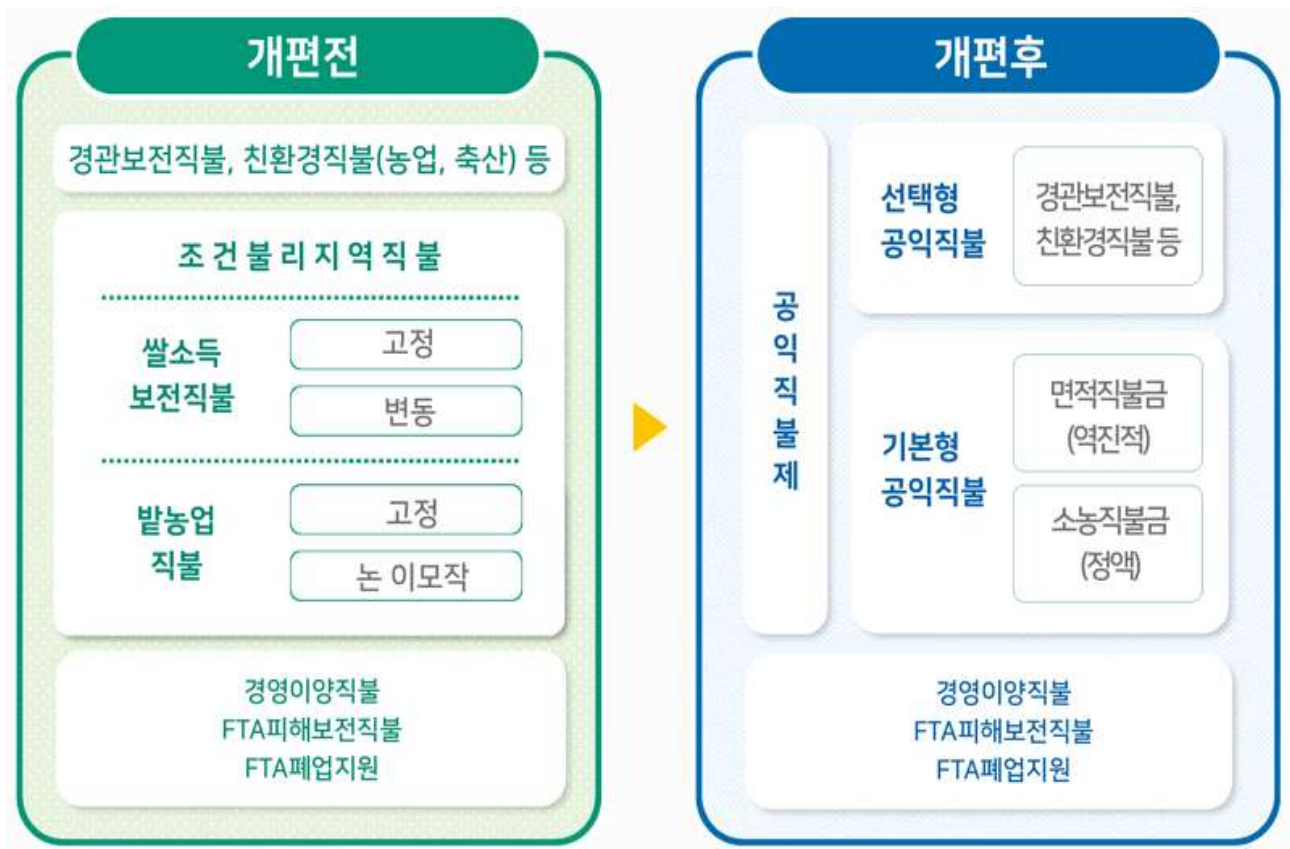 개편전
경관보전직불, 친환경직불(농업, 축산) 등
조건불리지역직불
쌀소득
보전직불
고정
변동
밭농업
직불
고정
논 이모작
경영이양직불
FTA피해보전직불
FTA폐업지원
개편후
공익직불제
선택형
공익직불
경관보전직불,
친환경직불 등
기본형
공익직불
면적직불금
(역진적)
소농직불금
(정액)
경영이양직불
FTA피해보전직불
FTA폐업지원